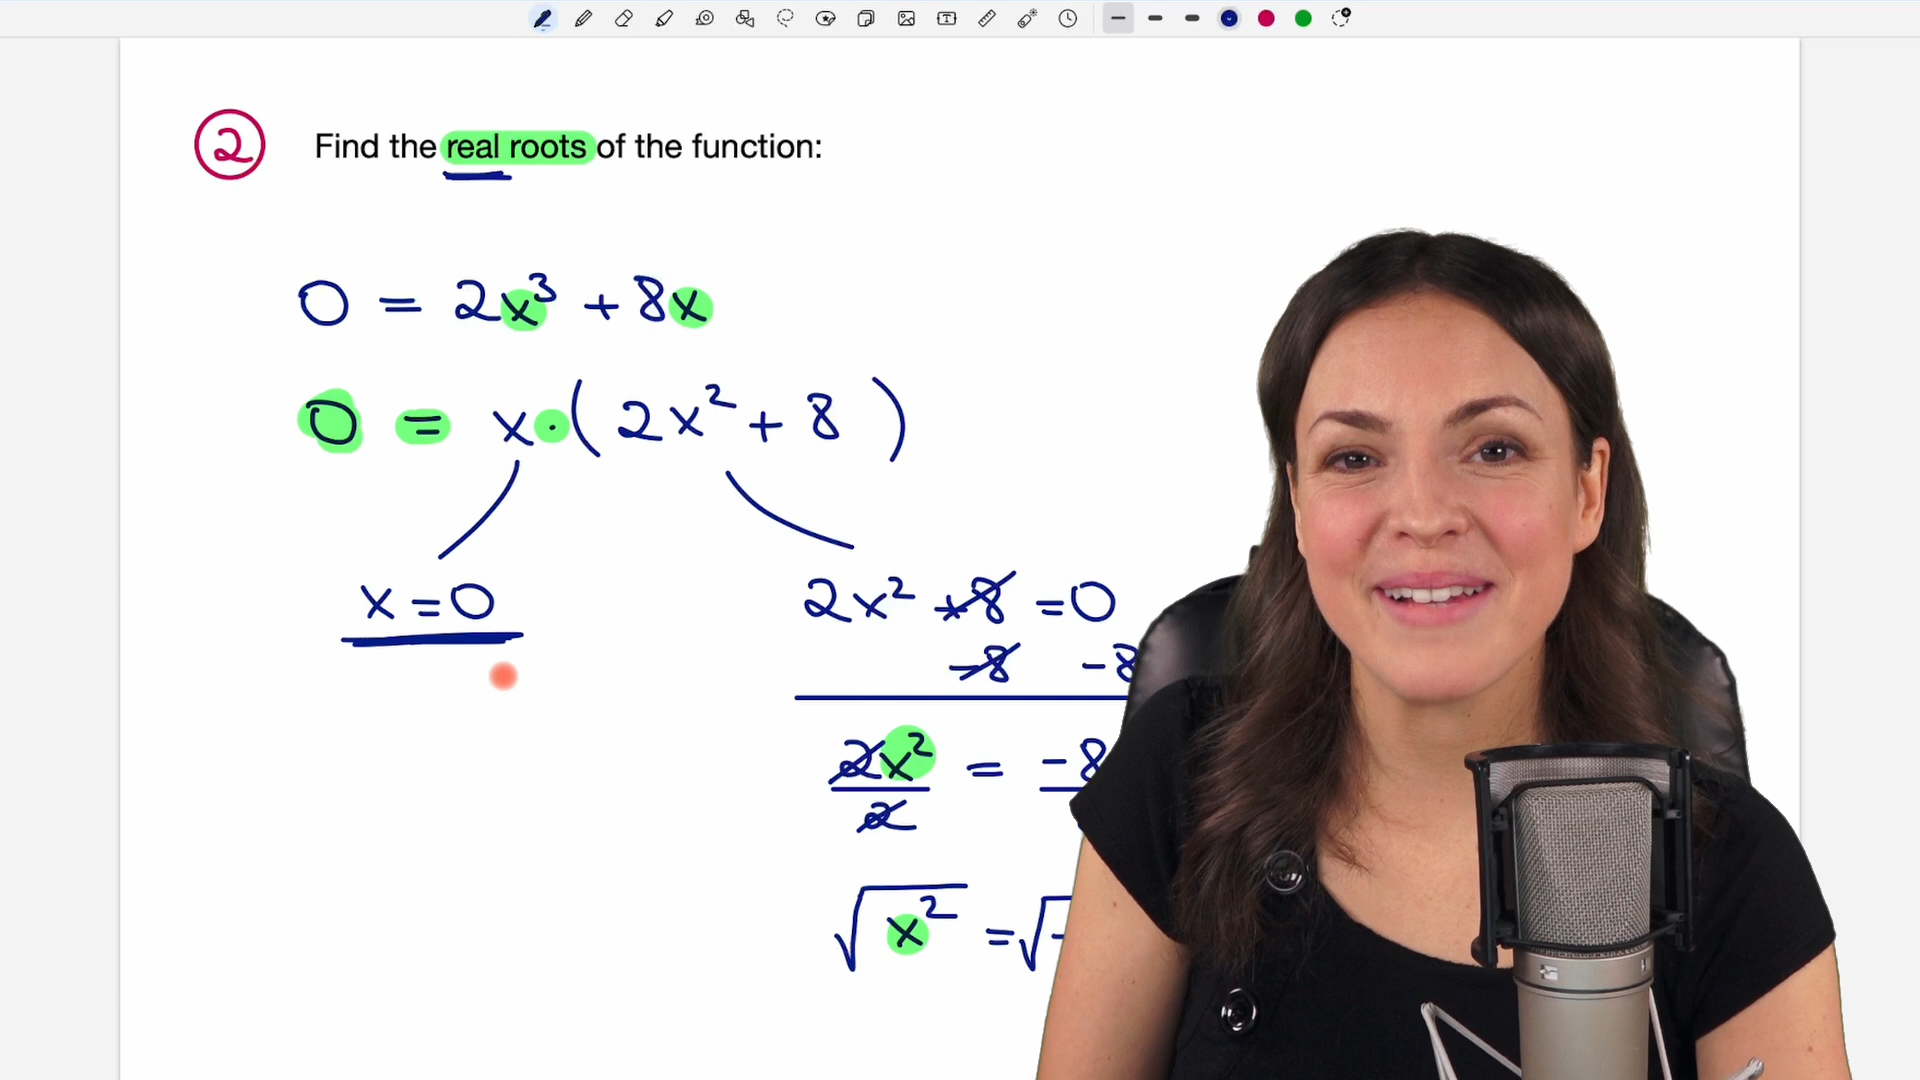 2 Find the real roots of the function:
0 = 2x³ + 8x
0 = x · ( 2x² + 8 )
x = 0
2x² + 8 = 0
-8 -8
2x² = -8
2
√x² = √-